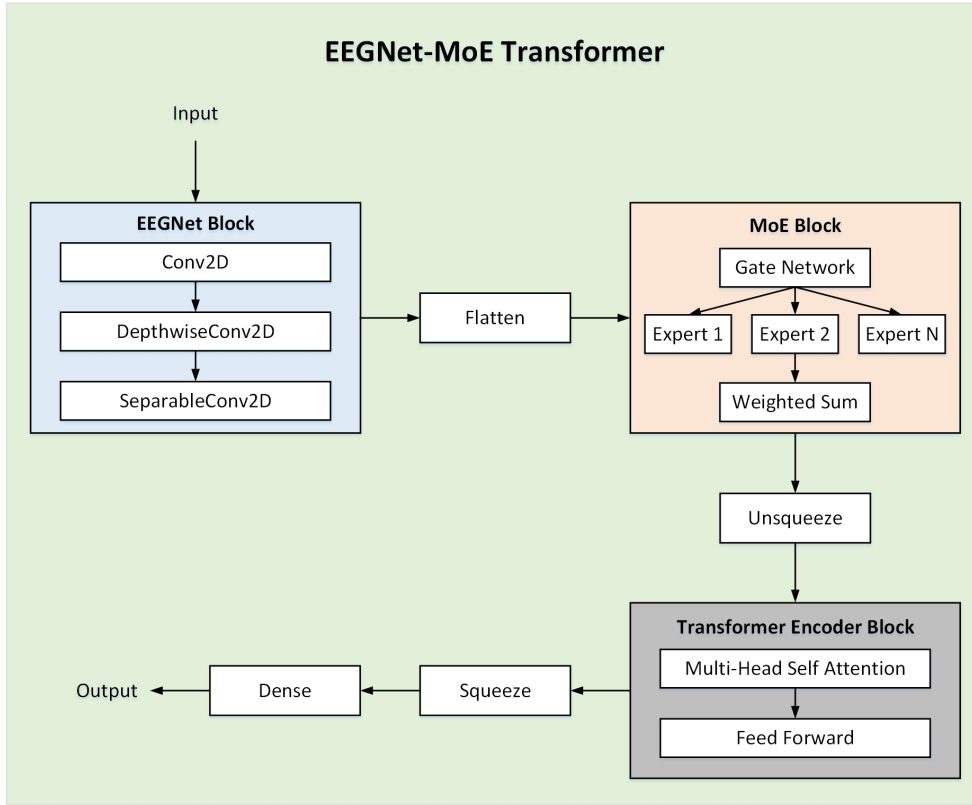 EEGNet-MoE Transformer
Input
EEGNet Block
Conv2D
DepthwiseConv2D
SeparableConv2D
Flatten
MoE Block
Gate Network
Expert 1
Expert 2
Expert N
Weighted Sum
Unsqueeze
Transformer Encoder Block
Multi-Head Self Attention
Feed Forward
Squeeze
Dense
Output